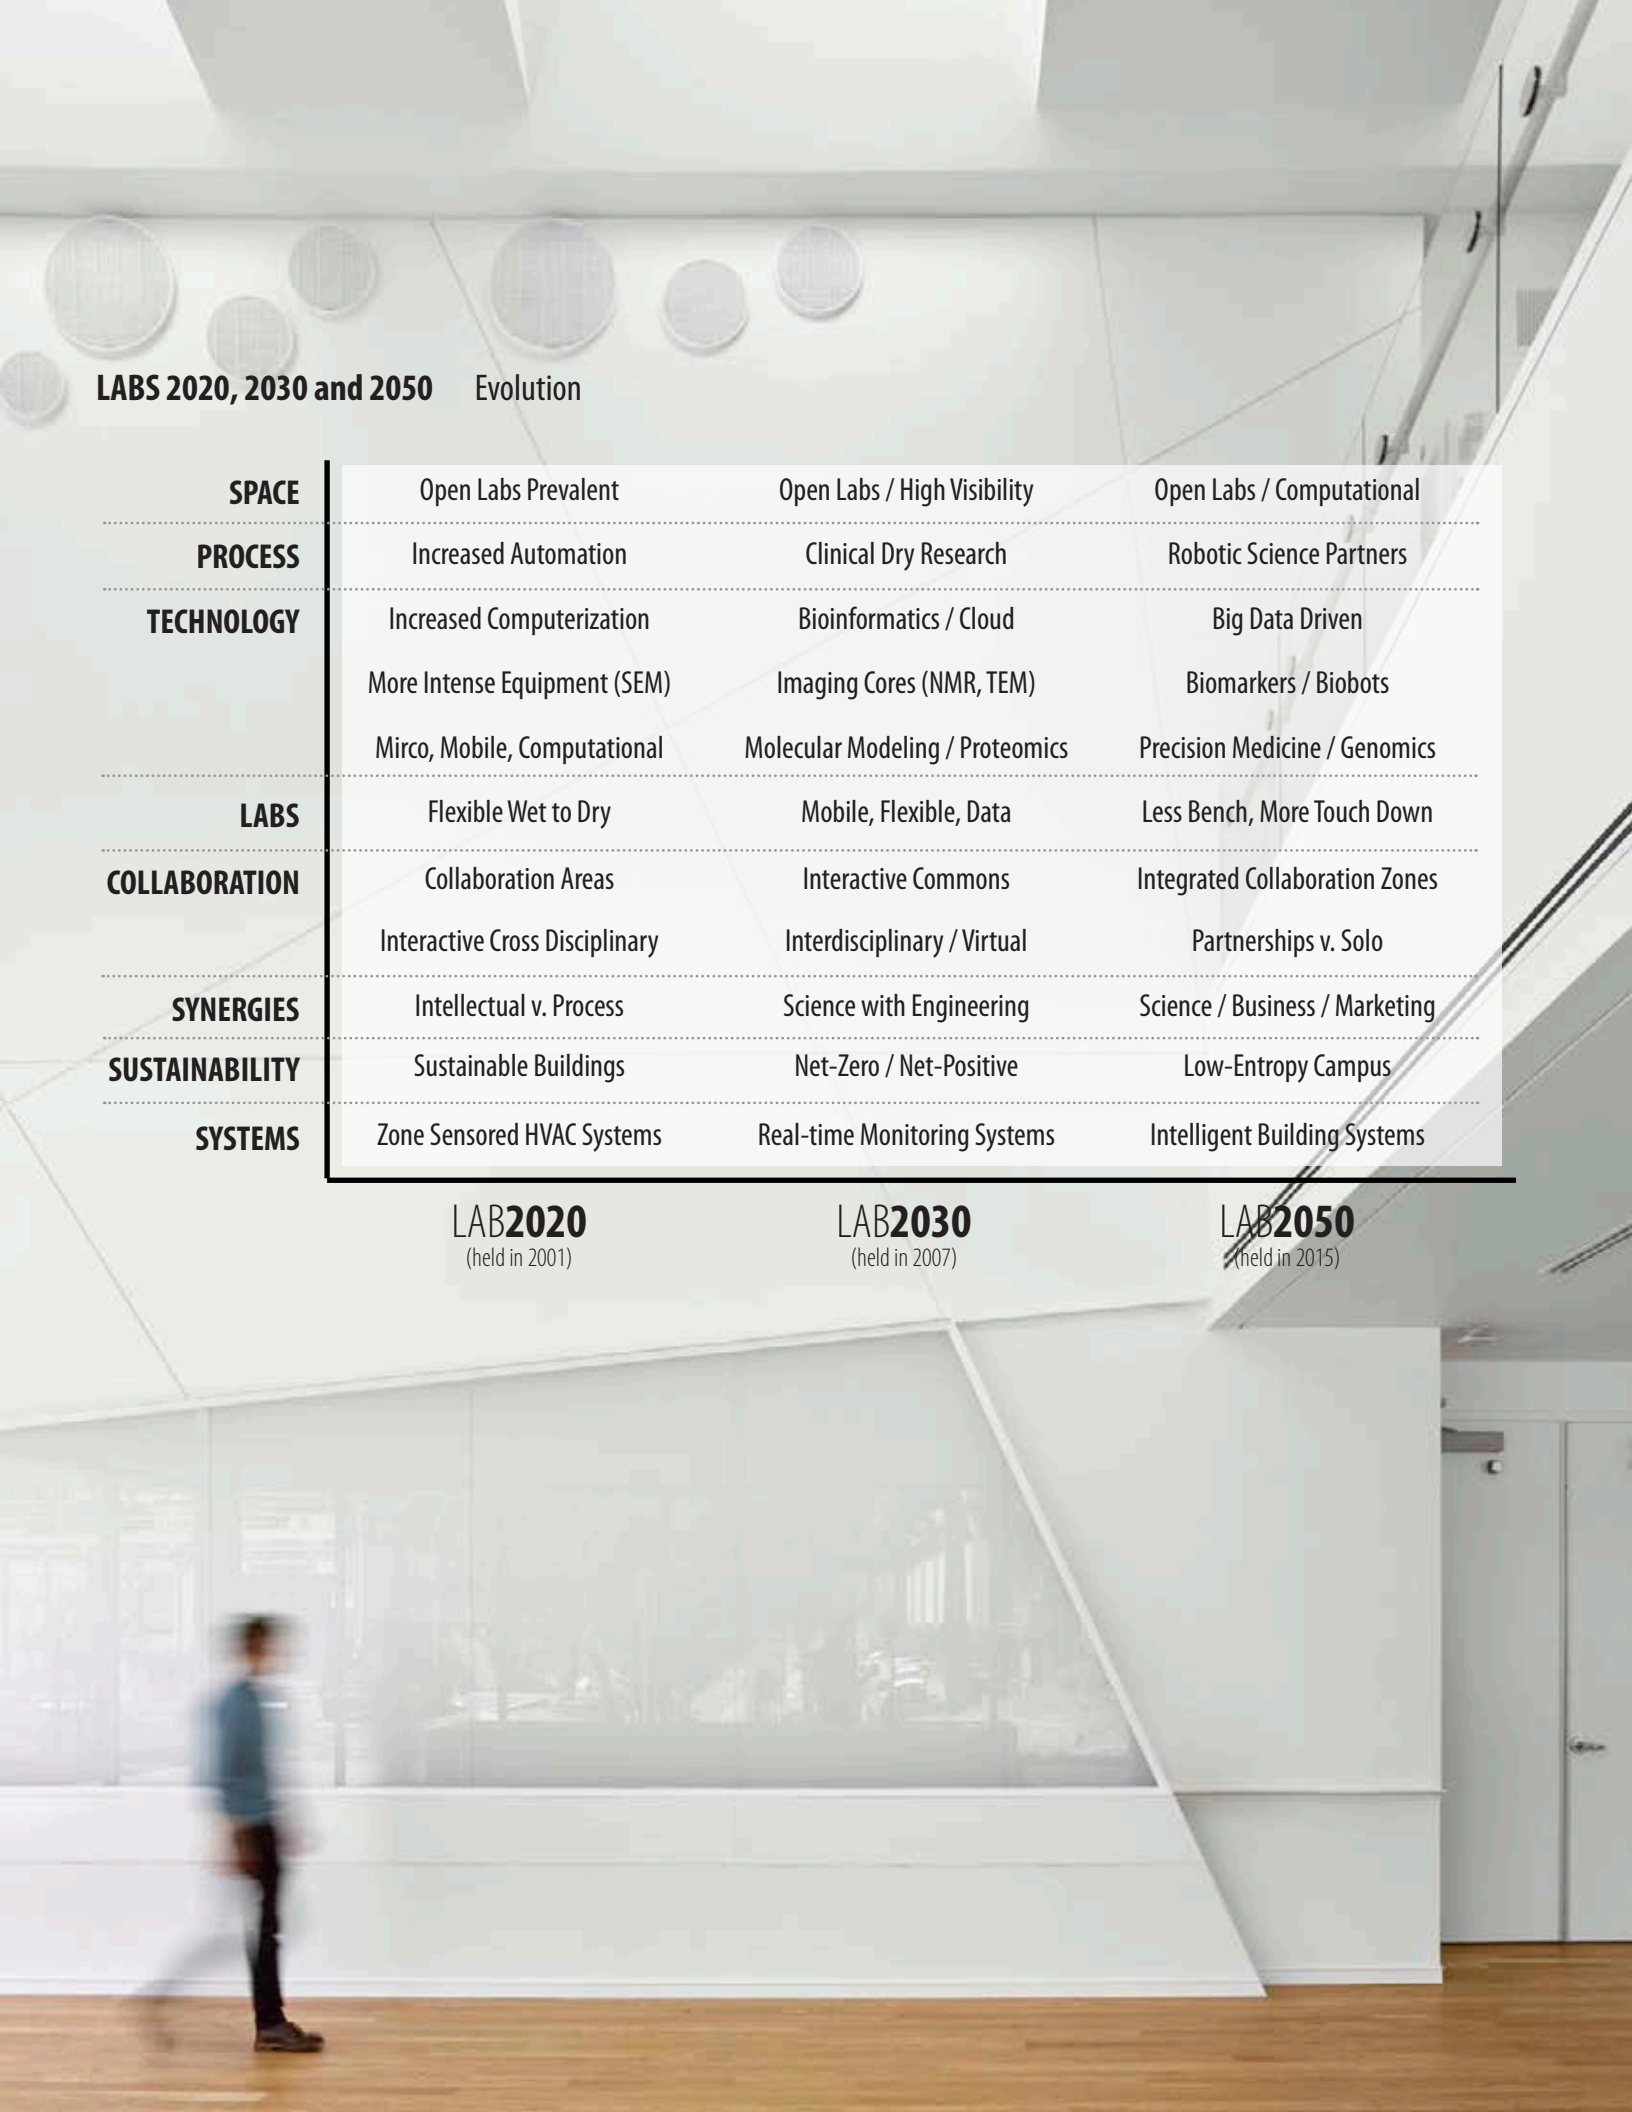 LABS 2020, 2030 and 2050 Evolution
SPACE Open Labs Prevalent Open Labs / High Visibility Open Labs / Computational
PROCESS Increased Automation Clinical Dry Research Robotic Science Partners
TECHNOLOGY Increased Computerization Bioinformatics / Cloud Big Data Driven
More Intense Equipment (SEM) Imaging Cores (NMR, TEM) Biomarkers / Biobots
Mirco, Mobile, Computational Molecular Modeling / Proteomics Precision Medicine / Genomics
LABS Flexible Wet to Dry Mobile, Flexible, Data Less Bench, More Touch Down
COLLABORATION Collaboration Areas Interactive Commons Integrated Collaboration Zones
Interactive Cross Disciplinary Interdisciplinary / Virtual Partnerships v. Solo
SYNERGIES Intellectual v. Process Science with Engineering Science / Business / Marketing
SUSTAINABILITY Sustainable Buildings Net-Zero / Net-Positive Low-Entropy Campus
SYSTEMS Zone Sensored HVAC Systems Real-time Monitoring Systems Intelligent Building Systems
LAB2020 LAB2030 LAB2050
(held in 2001) (held in 2007) (held in 2015)